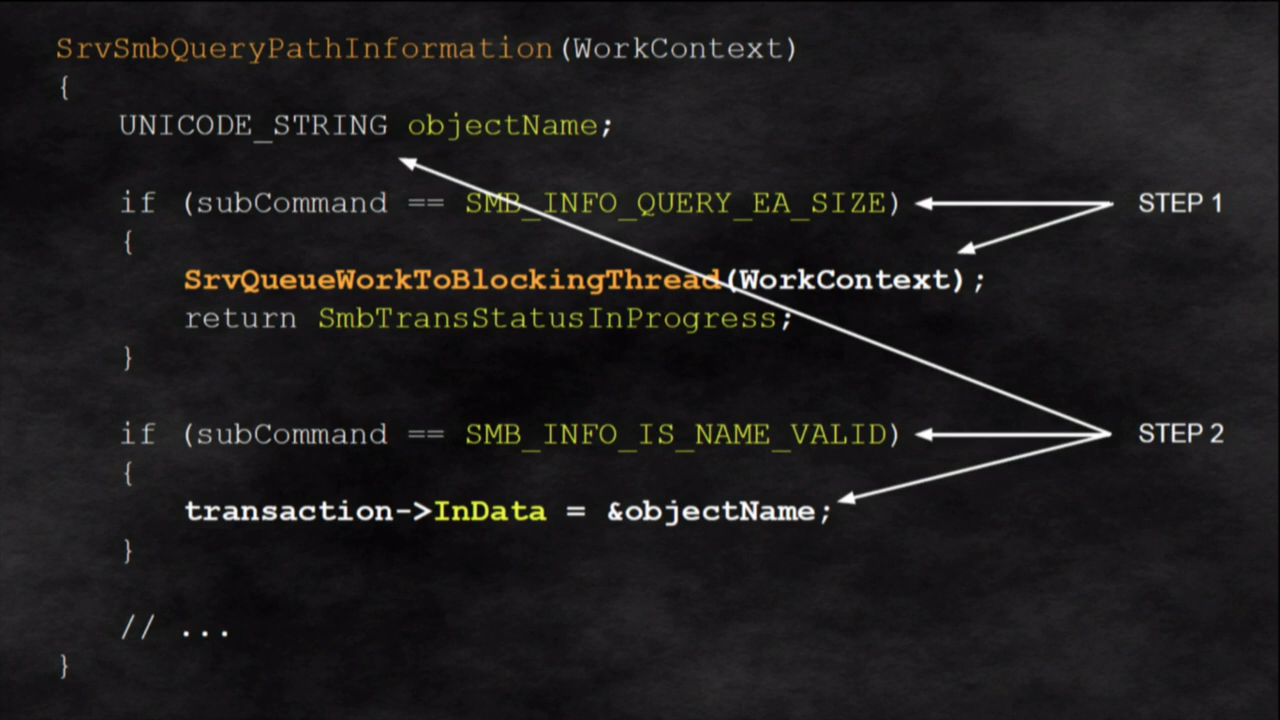 SrvSmbQueryPathInformation(WorkContext)
{
UNICODE_STRING objectName;
if (subCommand == SMB_INFO_QUERY_EA_SIZE)
STEP 1
{
SrvQueueWorkToBlockingThread(WorkContext);
return SmbTransStatusInProgress;
}
if (subCommand == SMB_INFO_IS_NAME_VALID)
STEP 2
{
transaction->InData = &objectName;
}
// ...
}